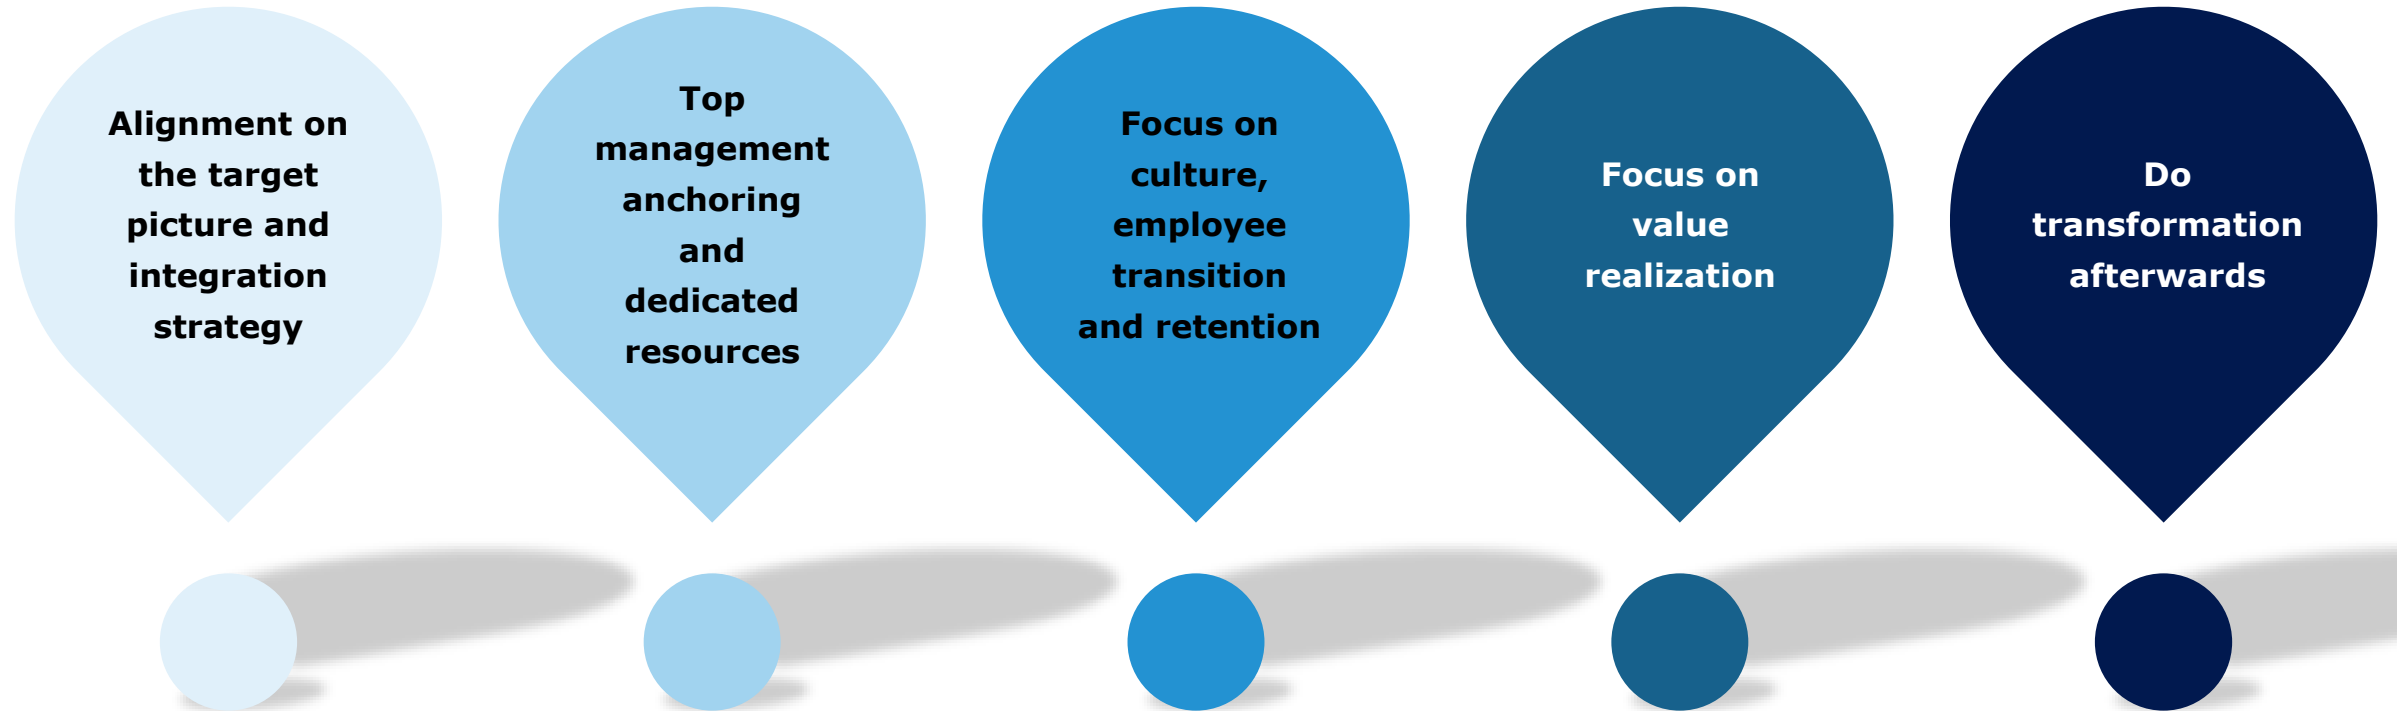 Alignment on
the target
picture and
integration
strategy
Top
management
anchoring
and
dedicated
resources
Focus on
culture,
employee
transition
and retention
Focus on
value
realization
Do
transformation
afterwards